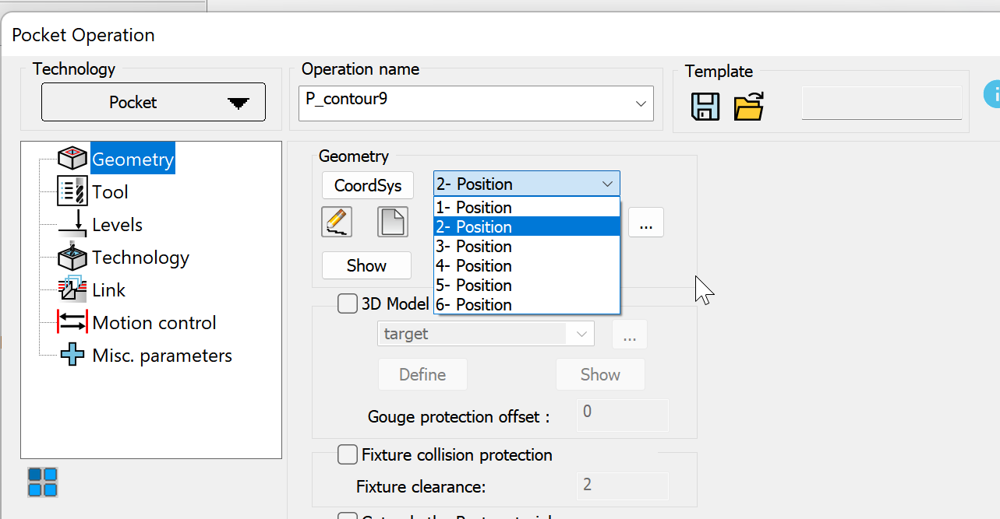 Pocket Operation
Technology
Operation name
Template
Pocket
P_contour9
Geometry
Tool
Levels
Technology
Link
Motion control
Misc. parameters
Geometry
CoordSys
2- Position
1- Position
2- Position
3- Position
4- Position
5- Position
6- Position
...
Show
3D Model
target
...
Define
Show
Gouge protection offset :
0
Fixture collision protection
Fixture clearance:
2